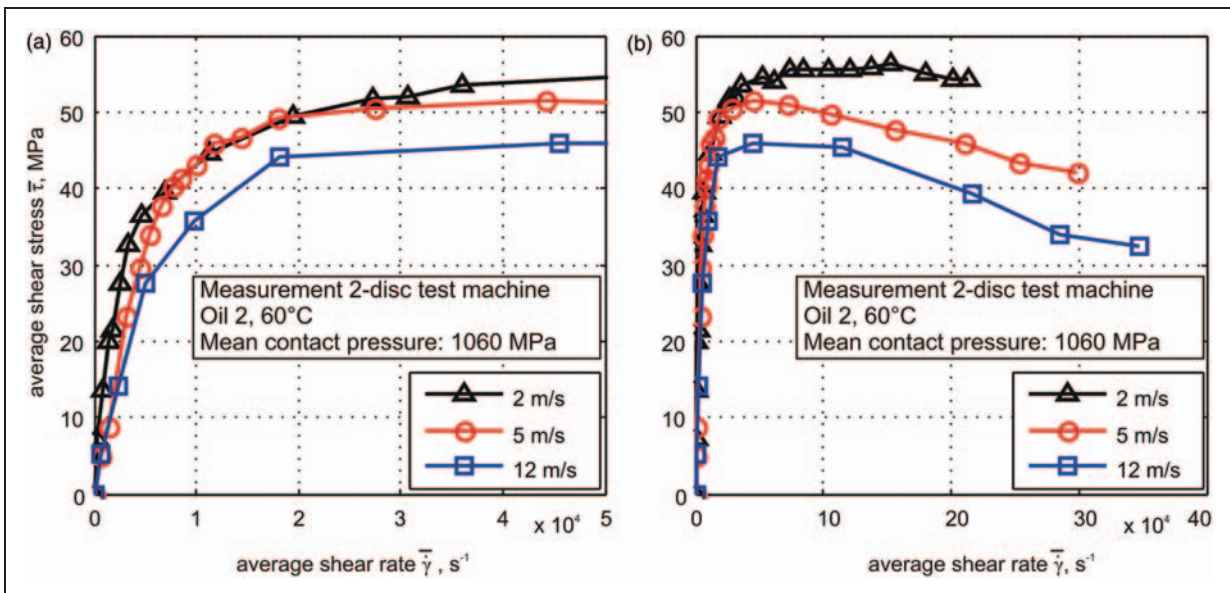 (a)
60
50
40
30
20
10
0
average shear stress τ̅, MPa
Measurement 2-disc test machine
Oil 2, 60°C
Mean contact pressure: 1060 MPa
2 m/s
5 m/s
12 m/s
0 1 2 3 4 5
x 10⁴
average shear rate γ̇̅, s⁻¹
(b)
60
50
40
30
20
10
0
Measurement 2-disc test machine
Oil 2, 60°C
Mean contact pressure: 1060 MPa
2 m/s
5 m/s
12 m/s
0 10 20 30 40
x 10⁴
average shear rate γ̇̅, s⁻¹